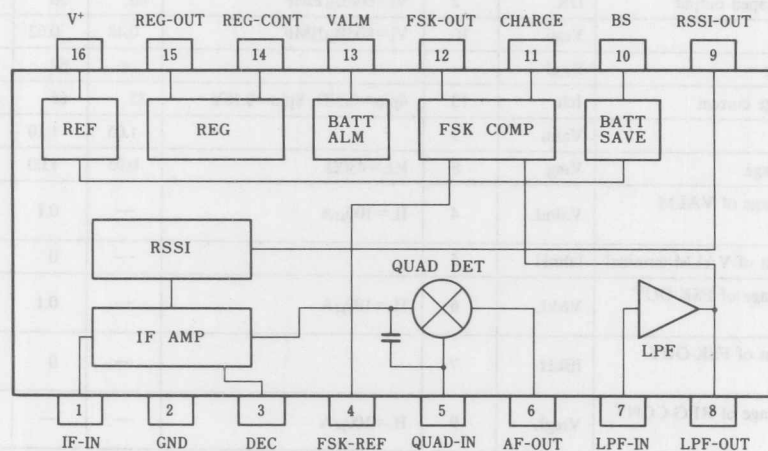 V+ REG-OUT REG-CONT VALM FSK-OUT CHARGE BS RSSI-OUT
16 15 14 13 12 11 10 9
REF REG BATT ALM FSK COMP BATT SAVE
RSSI
QUAD DET
IF AMP
LPF
1 2 3 4 5 6 7 8
IF-IN GND DEC FSK-REF QUAD-IN AF-OUT LPF-IN LPF-OUT